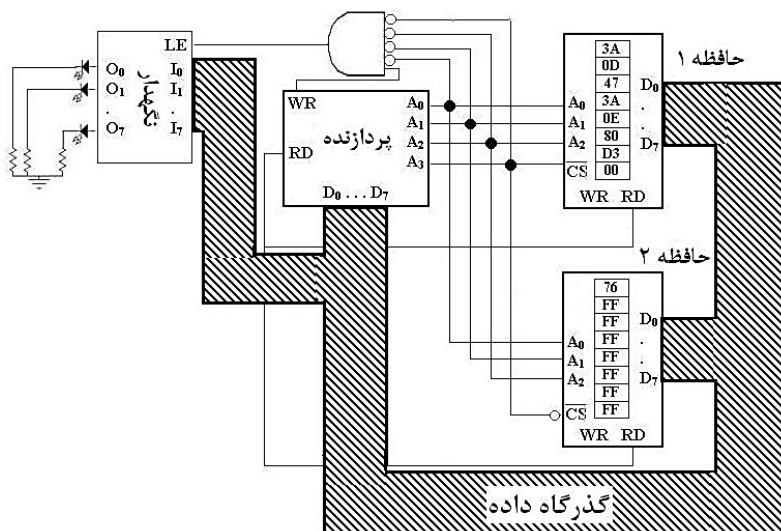 LE
O₀ I₀
O₁ I₁
. .
O₇ I₇
نگهدار
WR
RD
پردازنده
A₀
A₁
A₂
A₃
D₀ . . . D₇
حافظه ۱
3A
0D
47
3A
0E
80
D3
00
A₀
A₁
A₂
CS
D₀
.
.
D₇
WR RD
حافظه ۲
76
FF
FF
FF
FF
FF
FF
FF
A₀
A₁
A₂
CS
D₀
.
.
D₇
WR RD
گذرگاه داده